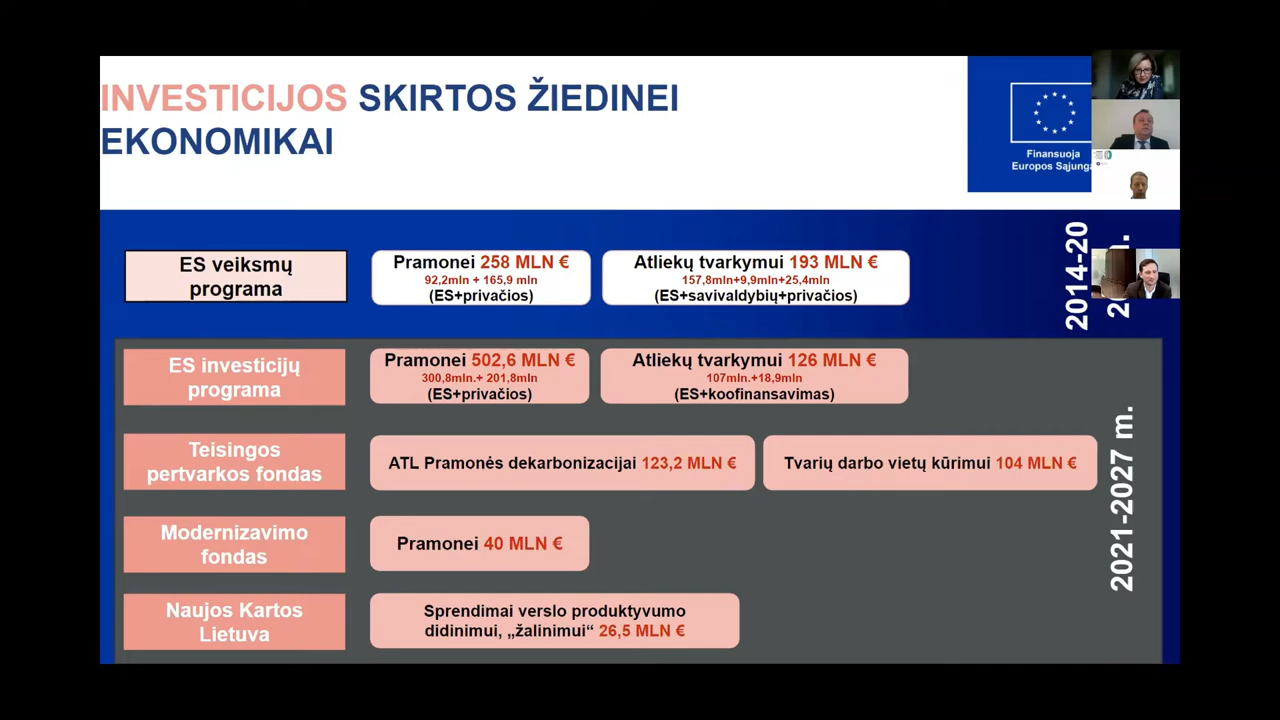 INVESTICIJOS SKIRTOS ŽIEDINEI
EKONOMIKAI
Finansuoja
Europos Sąjunga
ES veiksmų
programa
Pramonei 258 MLN €
92,2mln + 165,9 mln
(ES+privačios)
Atliekų tvarkymui 193 MLN €
157,8mln+9,9mln+25,4mln
(ES+savivaldybių+privačios)
2014-20
ES investicijų
programa
Pramonei 502,6 MLN €
300,8mln.+ 201,8mln
(ES+privačios)
Atliekų tvarkymui 126 MLN €
107mln.+18,9mln
(ES+koofinansavimas)
Teisingos
pertvarkos fondas
ATL Pramonės dekarbonizacijai 123,2 MLN €
Tvarių darbo vietų kūrimui 104 MLN €
2021-2027 m.
Modernizavimo
fondas
Pramonei 40 MLN €
Naujos Kartos
Lietuva
Sprendimai verslo produktyvumo
didinimui, „žalinimui“ 26,5 MLN €